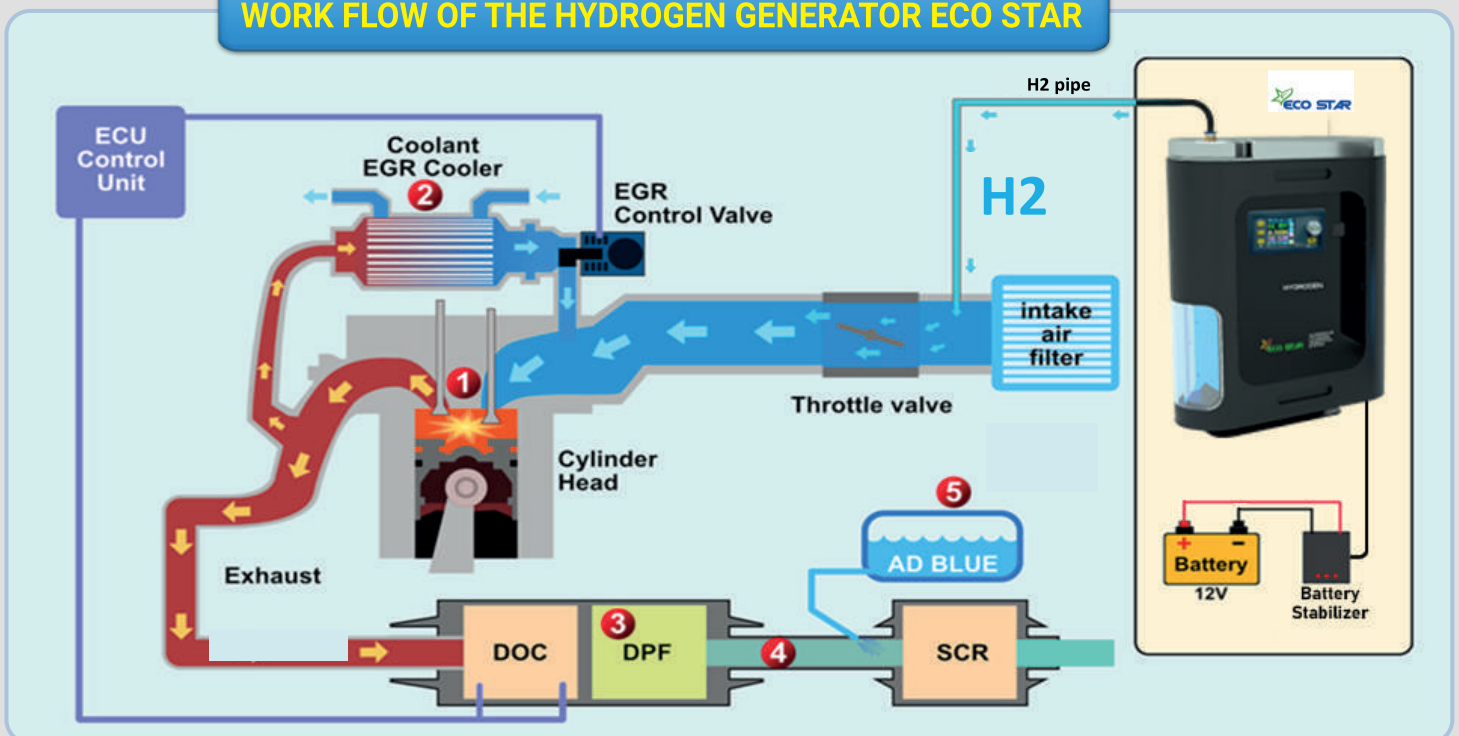 WORK FLOW OF THE HYDROGEN GENERATOR ECO STAR
H2 pipe
ECO STAR
ECU
Control
Unit
Coolant
EGR Cooler
2
EGR
Control Valve
H2
HYDROGEN
intake
air
filter
1
ECO STAR
Throttle valve
Cylinder
Head
5
AD BLUE
Exhaust
+
-
Battery
12V
Battery
Stabilizer
3
DOC
DPF
4
SCR